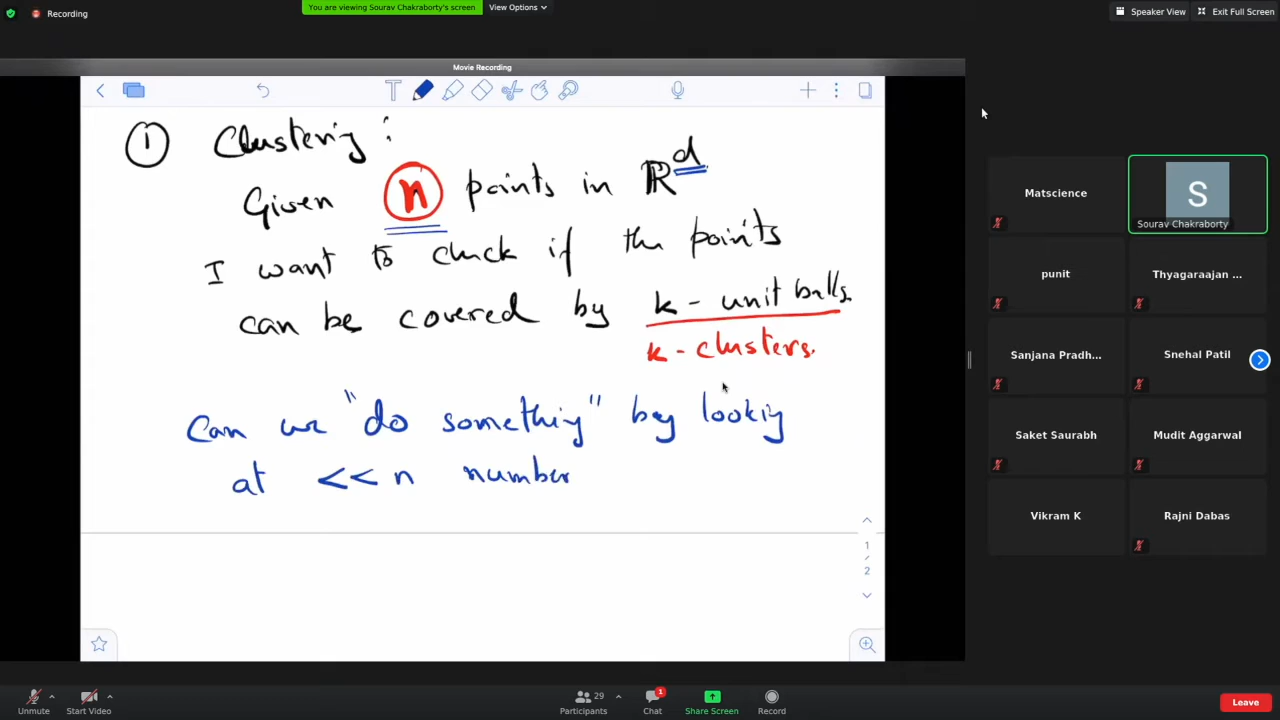 Recording
You are viewing Sourav Chakraborty's screen
View Options
Speaker View
Exit Full Screen
Movie Recording
1 Clustering :
Given n points in ℝ^d
I want to check if the points
can be covered by k - unit balls.
k - clusters.
Can we "do something" by looking
at << n number
1
/
2
Matscience
S
Sourav Chakraborty
punit
Thyagaraajan ...
Sanjana Pradh...
Snehal Patil
Saket Saurabh
Mudit Aggarwal
Vikram K
Rajni Dabas
Unmute
Start Video
29
Participants
1
Chat
Share Screen
Record
Leave